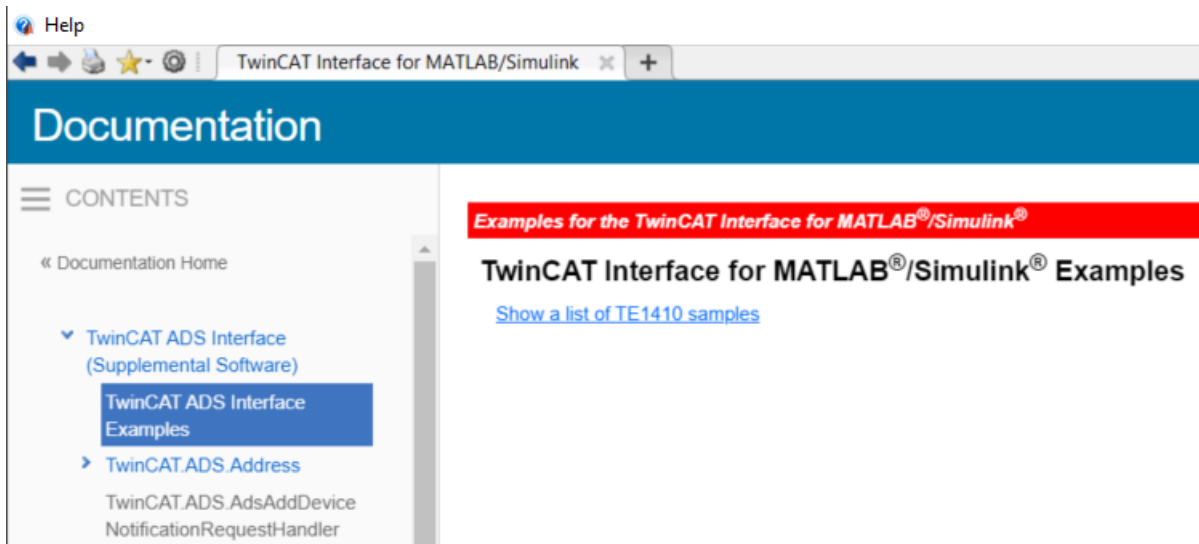 Help
TwinCAT Interface for MATLAB/Simulink
Documentation
CONTENTS
« Documentation Home
TwinCAT ADS Interface
(Supplemental Software)
TwinCAT ADS Interface
Examples
TwinCAT.ADS.Address
TwinCAT.ADS.AdsAddDevice
NotificationRequestHandler
Examples for the TwinCAT Interface for MATLAB®/Simulink®
TwinCAT Interface for MATLAB®/Simulink® Examples
Show a list of TE1410 samples